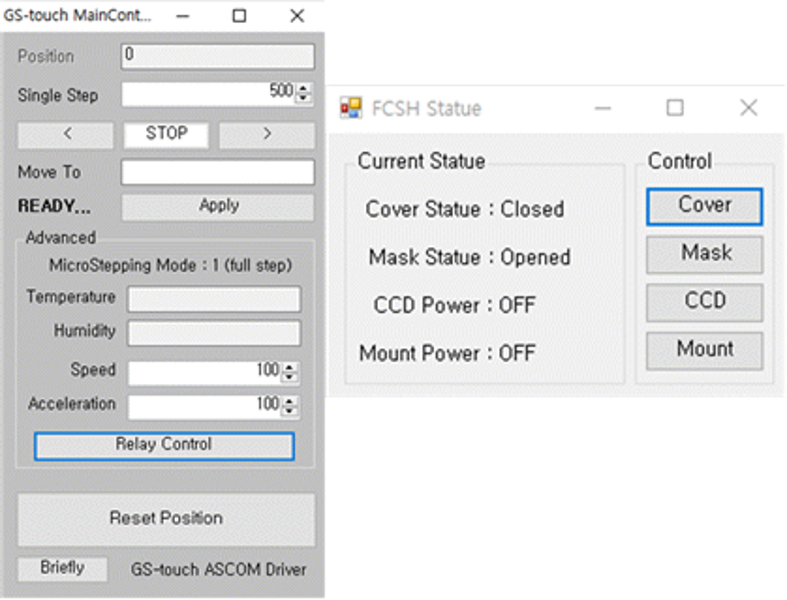 GS-touch MainCont...
Position 0
Single Step 500
< STOP >
Move To
READY... Apply
Advanced
MicroStepping Mode : 1 (full step)
Temperature
Humidity
Speed 100
Acceleration 100
Relay Control
Reset Position
Briefly GS-touch ASCOM Driver
FCSH Statue
Current Statue
Cover Statue : Closed
Mask Statue : Opened
CCD Power : OFF
Mount Power : OFF
Control
Cover
Mask
CCD
Mount